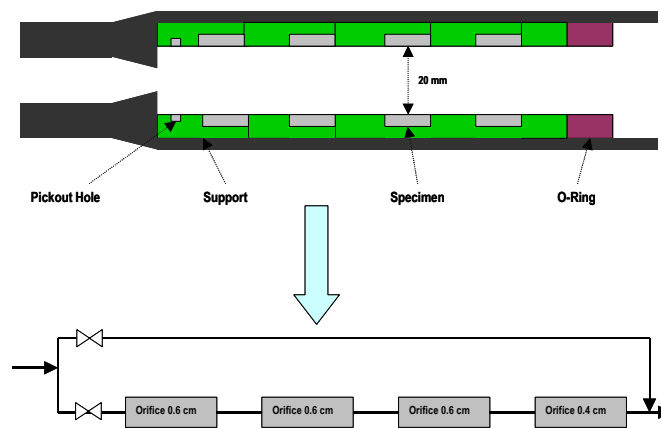 20 mm
Pickout Hole
Support
Specimen
O-Ring
Orifice 0.6 cm
Orifice 0.6 cm
Orifice 0.6 cm
Orifice 0.4 cm